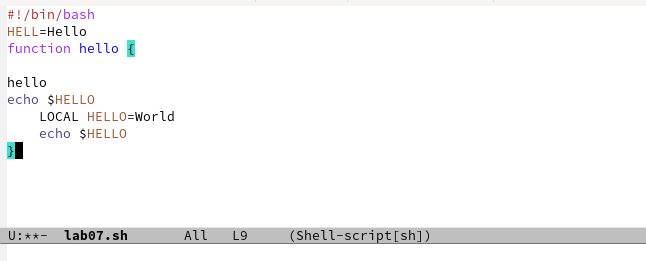 #!/bin/bash
HELL=Hello
function hello {

hello
echo $HELLO
    LOCAL HELLO=World
    echo $HELLO
}
U:**-  lab07.sh       All   L9     (Shell-script[sh])